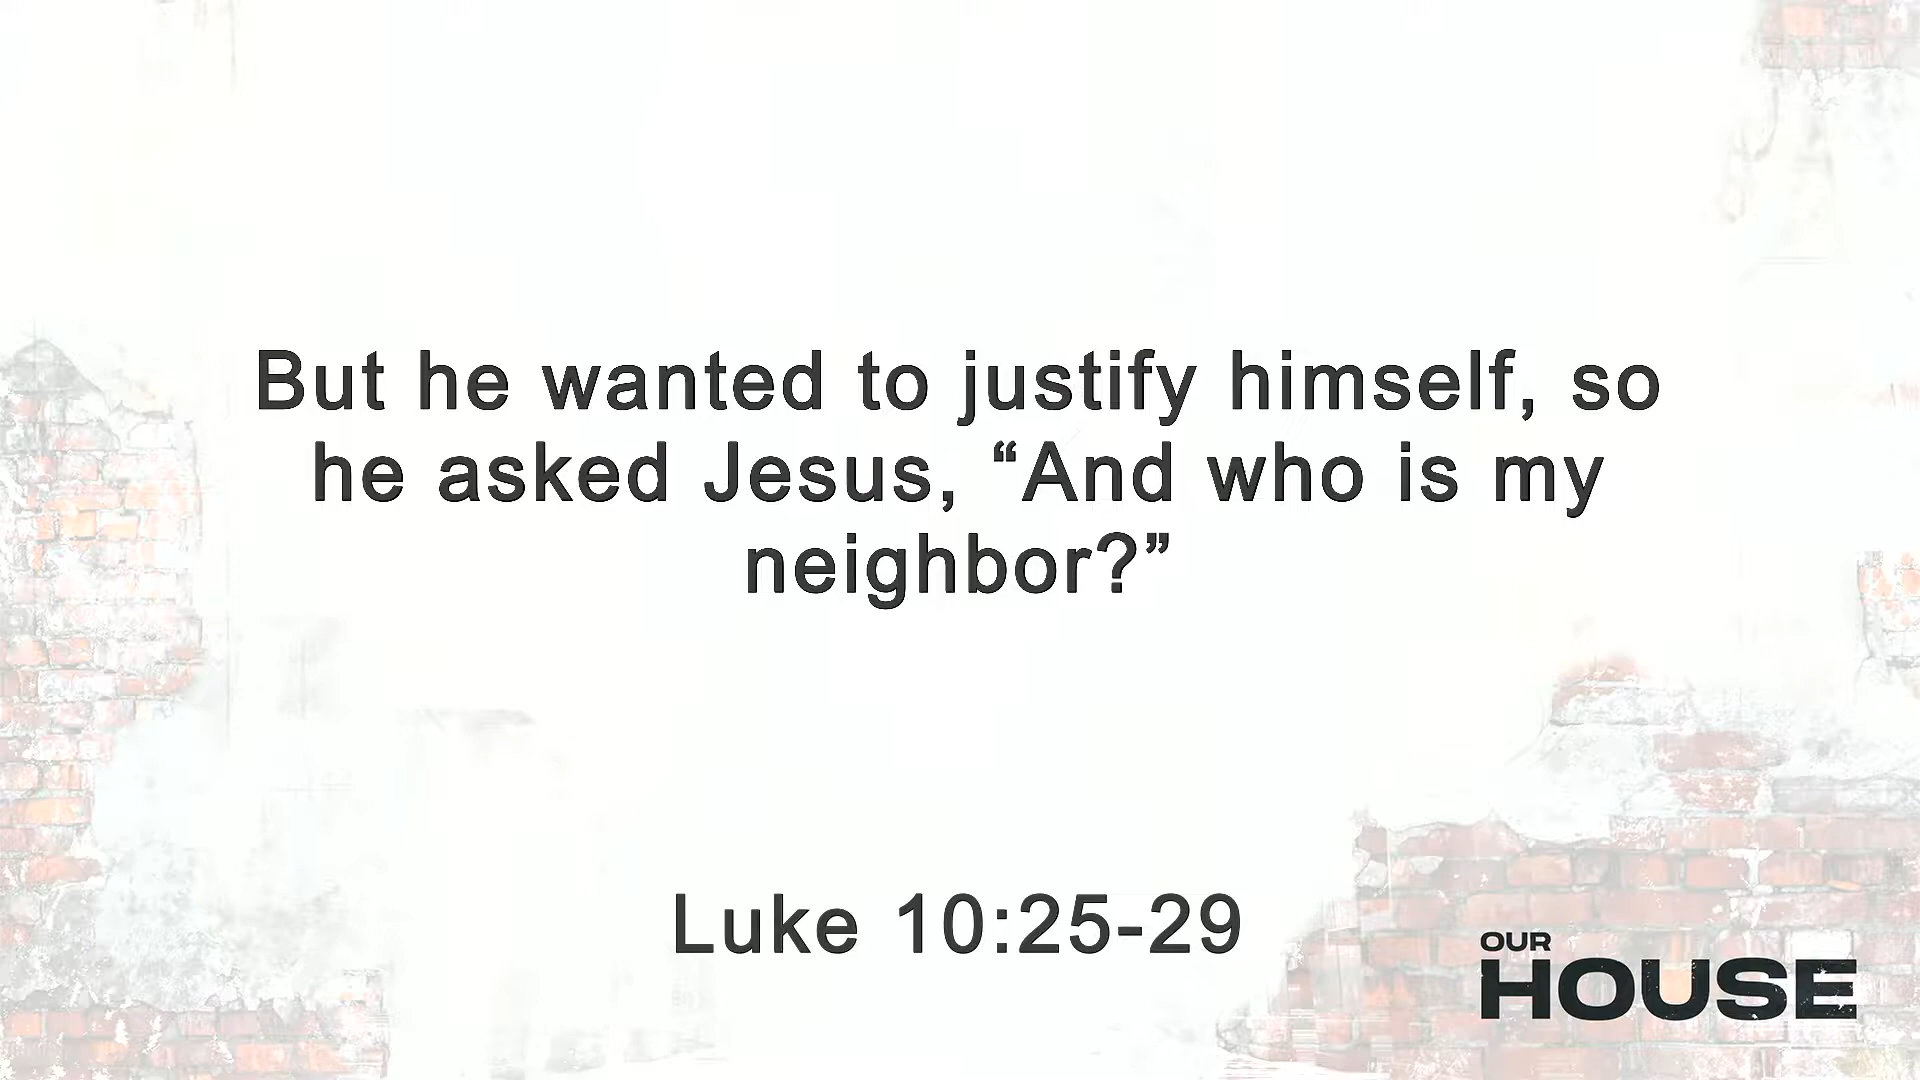 But he wanted to justify himself, so
he asked Jesus, “And who is my
neighbor?”
Luke 10:25-29
OUR
HOUSE